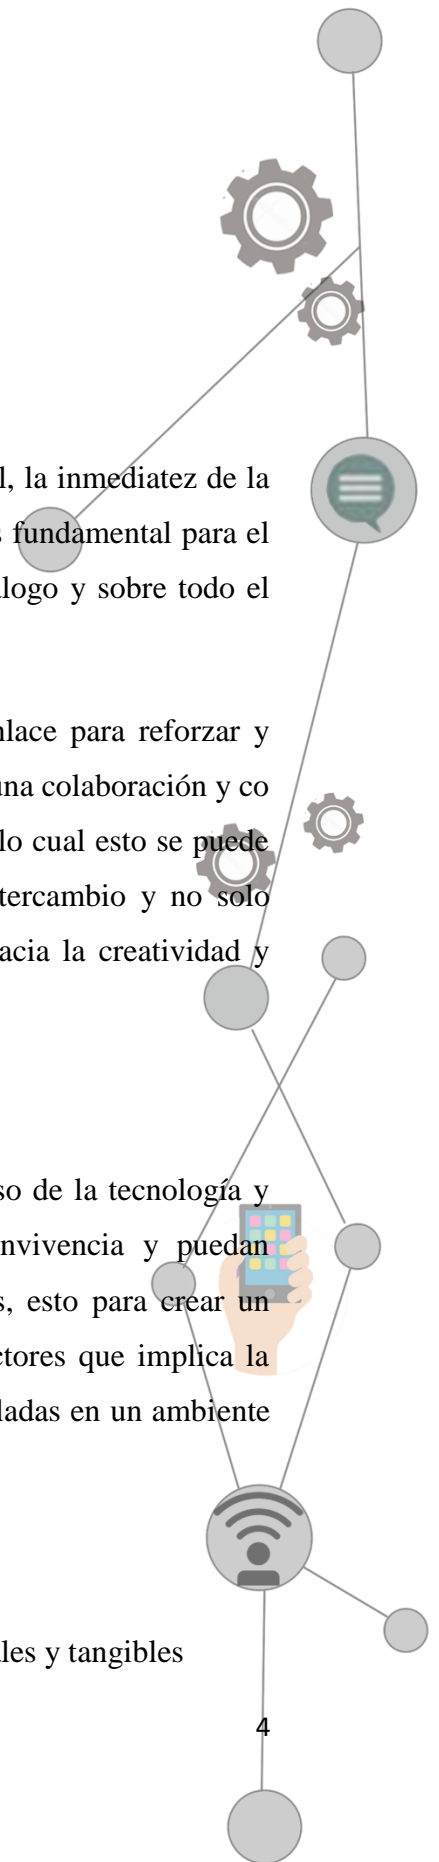 l, la inmediatez de la
s fundamental para el
álogo y sobre todo el
nlace para reforzar y
una colaboración y co
lo cual esto se puede
tercambio y no solo
acia la creatividad y
so de la tecnología y
nvivencia y puedan
s, esto para crear un
ctores que implica la
ladas en un ambiente
les y tangibles
4